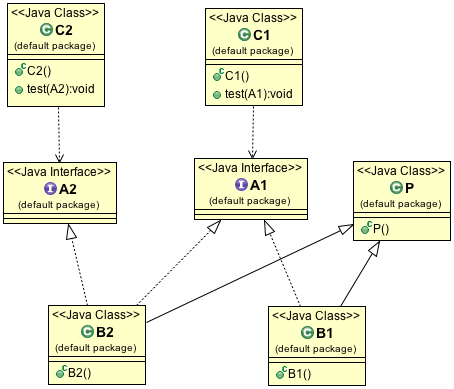 <<Java Class>>
C2
(default package)
C2()
test(A2):void
<<Java Class>>
C1
(default package)
C1()
test(A1):void
<<Java Interface>>
A2
(default package)
<<Java Interface>>
A1
(default package)
<<Java Class>>
P
(default package)
P()
<<Java Class>>
B2
(default package)
B2()
<<Java Class>>
B1
(default package)
B1()